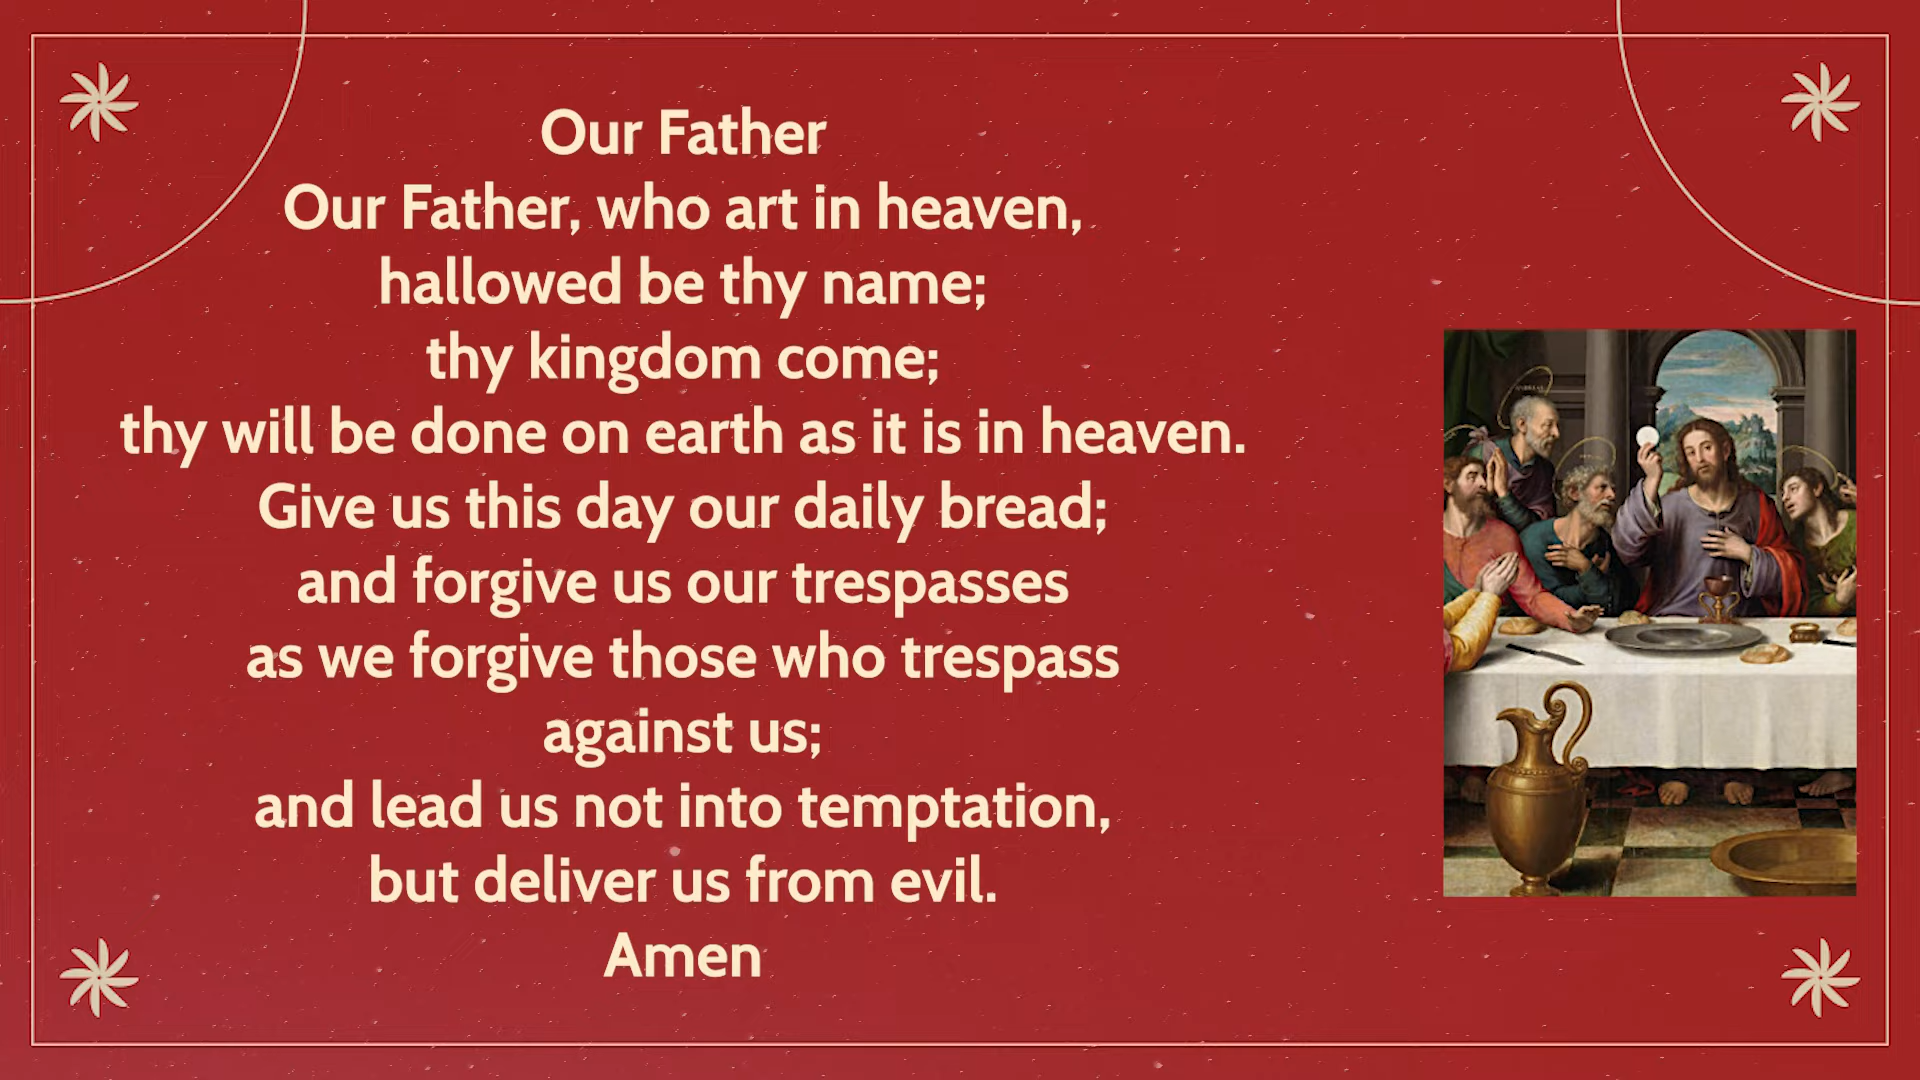 Our Father
Our Father, who art in heaven,
hallowed be thy name;
thy kingdom come;
thy will be done on earth as it is in heaven.
Give us this day our daily bread;
and forgive us our trespasses
as we forgive those who trespass
against us;
and lead us not into temptation,
but deliver us from evil.
Amen